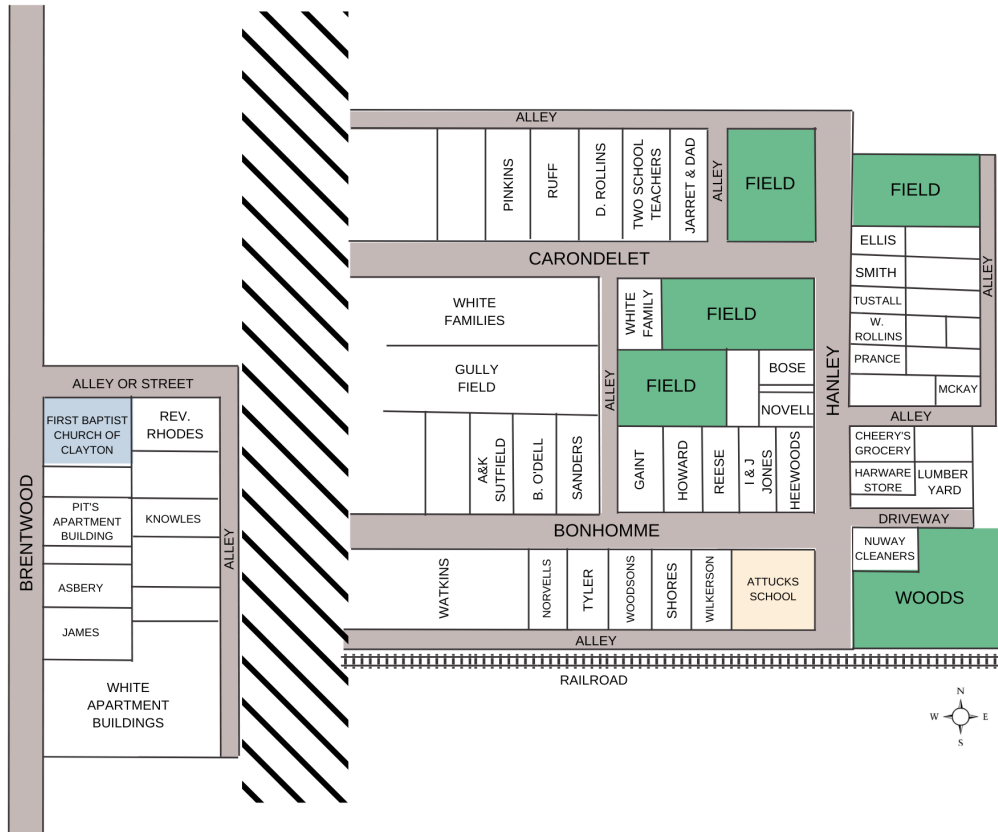 ALLEY
PINKINS
RUFF
D. ROLLINS
TWO SCHOOL
TEACHERS
JARRET & DAD
ALLEY
FIELD
FIELD
CARONDELET
ELLIS
SMITH
TUSTALL
W.
ROLLINS
PRANCE
MCKAY
ALLEY
WHITE
FAMILIES
GULLY
FIELD
A&K
SUTFIELD
B. O'DELL
SANDERS
ALLEY
WHITE
FAMILY
FIELD
FIELD
BOSE
NOVELL
GAINT
HOWARD
REESE
I & J
JONES
HEEWOODS
HANLEY
ALLEY
CHEERY'S
GROCERY
HARWARE
STORE
LUMBER
YARD
DRIVEWAY
NUWAY
CLEANERS
WOODS
BONHOMME
WATKINS
NORVELLS
TYLER
WOODSONS
SHORES
WILKERSON
ATTUCKS
SCHOOL
ALLEY
RAILROAD
BRENTWOOD
ALLEY OR STREET
FIRST BAPTIST
CHURCH OF
CLAYTON
REV.
RHODES
PIT'S
APARTMENT
BUILDING
KNOWLES
ASBERY
JAMES
ALLEY
WHITE
APARTMENT
BUILDINGS
N
W
E
S